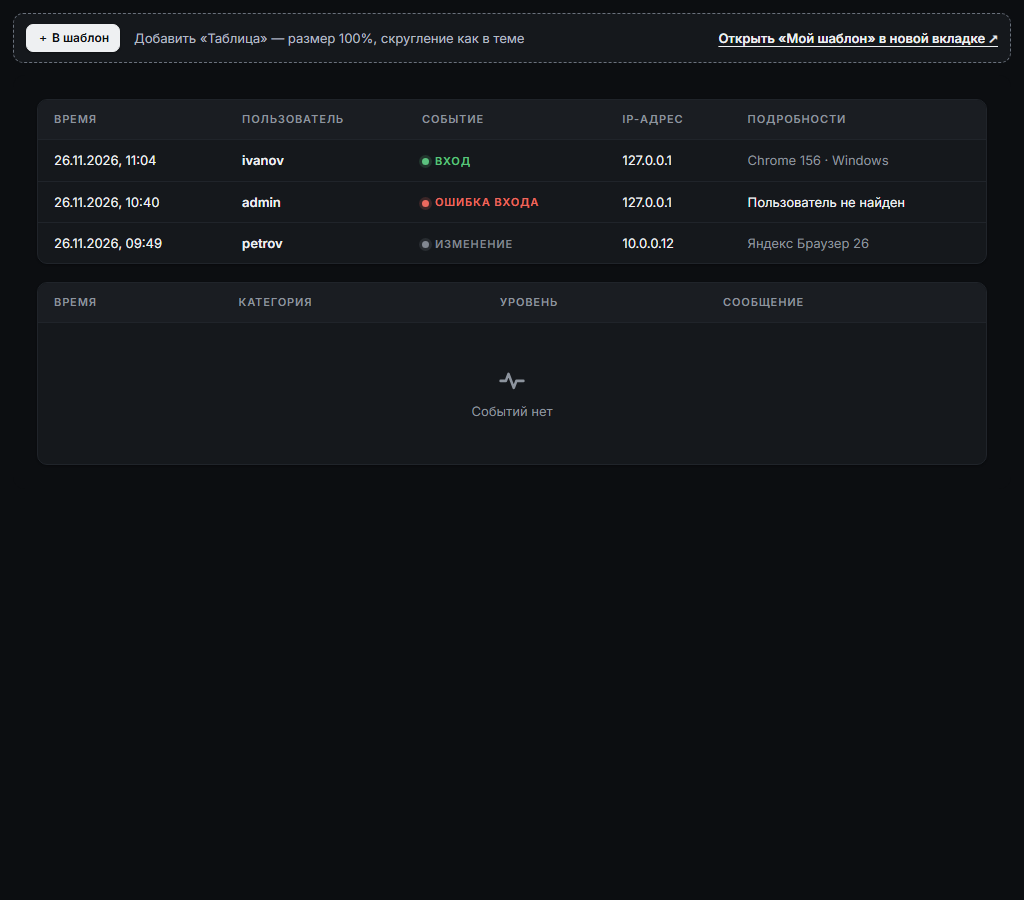 + В шаблон Добавить «Таблица» — размер 100%, скругление как в теме Открыть «Мой шаблон» в новой вкладке ↗
ВРЕМЯ ПОЛЬЗОВАТЕЛЬ СОБЫТИЕ IP-АДРЕС ПОДРОБНОСТИ
26.11.2026, 11:04 ivanov ВХОД 127.0.0.1 Chrome 156 · Windows
26.11.2026, 10:40 admin ОШИБКА ВХОДА 127.0.0.1 Пользователь не найден
26.11.2026, 09:49 petrov ИЗМЕНЕНИЕ 10.0.0.12 Яндекс Браузер 26
ВРЕМЯ КАТЕГОРИЯ УРОВЕНЬ СООБЩЕНИЕ
Событий нет